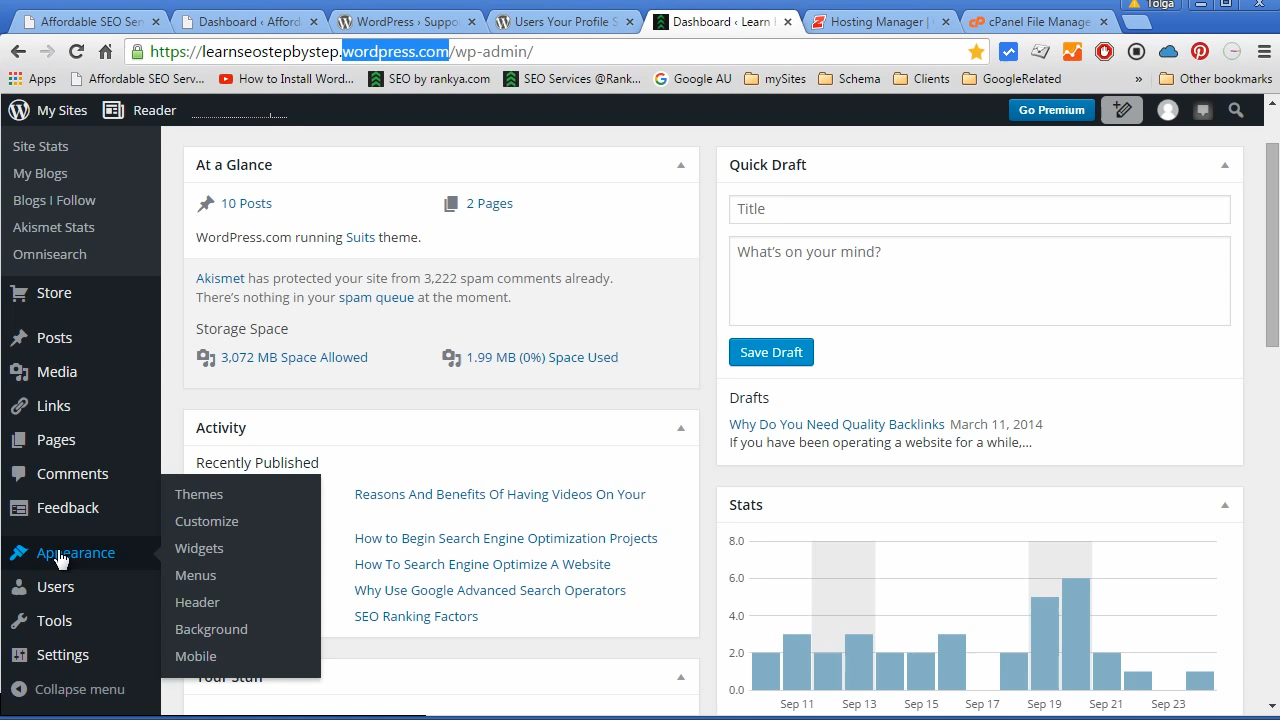 Affordable SEO Ser
Dashboard ‹ Afford
WordPress › Suppo
Users Your Profile S
Dashboard ‹ Learn
Hosting Manager |
cPanel File Manage
Tolga
https://learnseostepbystep.wordpress.com/wp-admin/
Apps
Affordable SEO Serv...
How to Install Word...
SEO by rankya.com
SEO Services @Rank...
Google AU
mySites
Schema
Clients
GoogleRelated
»
Other bookmarks
My Sites
Reader
Go Premium
Site Stats
My Blogs
Blogs I Follow
Akismet Stats
Omnisearch
Store
Posts
Media
Links
Pages
Comments
Feedback
Appearance
Users
Tools
Settings
Collapse menu
Themes
Customize
Widgets
Menus
Header
Background
Mobile
At a Glance
10 Posts
2 Pages
WordPress.com running Suits theme.
Akismet has protected your site from 3,222 spam comments already.
There's nothing in your spam queue at the moment.
Storage Space
3,072 MB Space Allowed
1.99 MB (0%) Space Used
Activity
Recently Published
Reasons And Benefits Of Having Videos On Your
How to Begin Search Engine Optimization Projects
How To Search Engine Optimize A Website
Why Use Google Advanced Search Operators
SEO Ranking Factors
Your Stuff
Quick Draft
Title
What's on your mind?
Save Draft
Drafts
Why Do You Need Quality Backlinks March 11, 2014
If you have been operating a website for a while,...
Stats
8.0
6.0
4.0
2.0
0.0
Sep 11
Sep 13
Sep 15
Sep 17
Sep 19
Sep 21
Sep 23